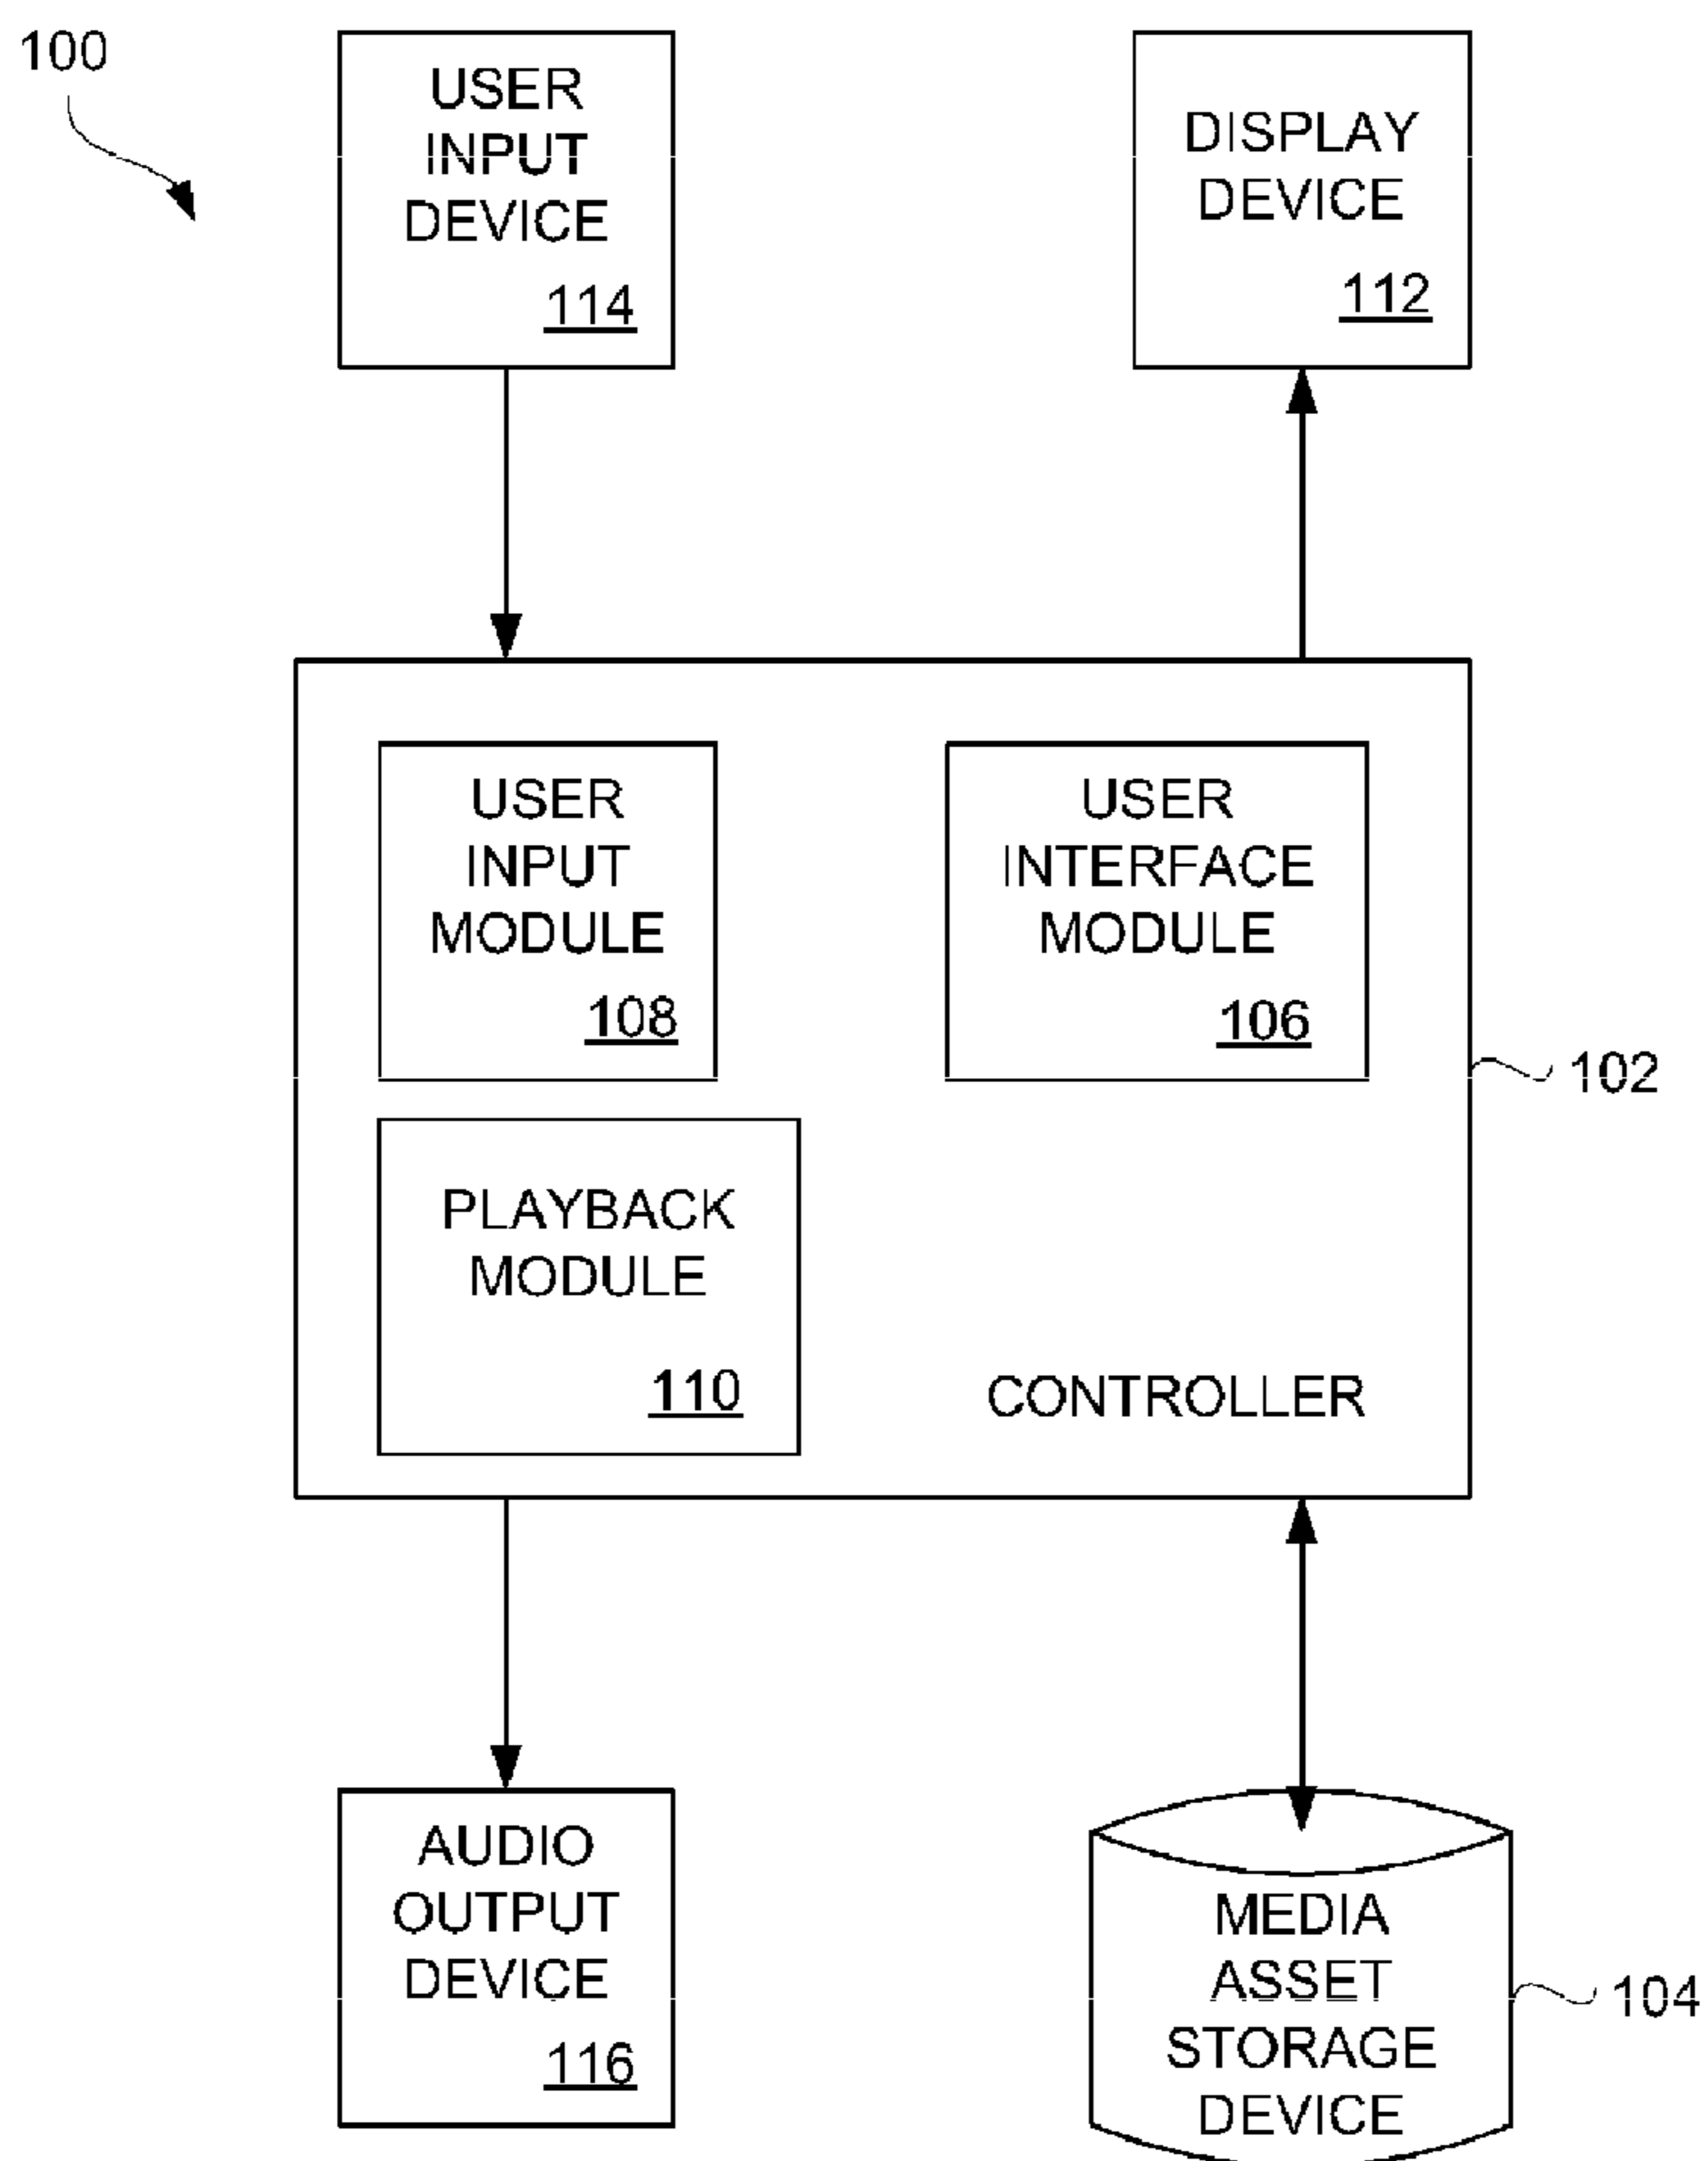 100
USER
INPUT
DEVICE
114
DISPLAY
DEVICE
112
USER
INPUT
MODULE
108
USER
INTERFACE
MODULE
106
102
PLAYBACK
MODULE
110
CONTROLLER
AUDIO
OUTPUT
DEVICE
116
MEDIA
ASSET
STORAGE
DEVICE
104